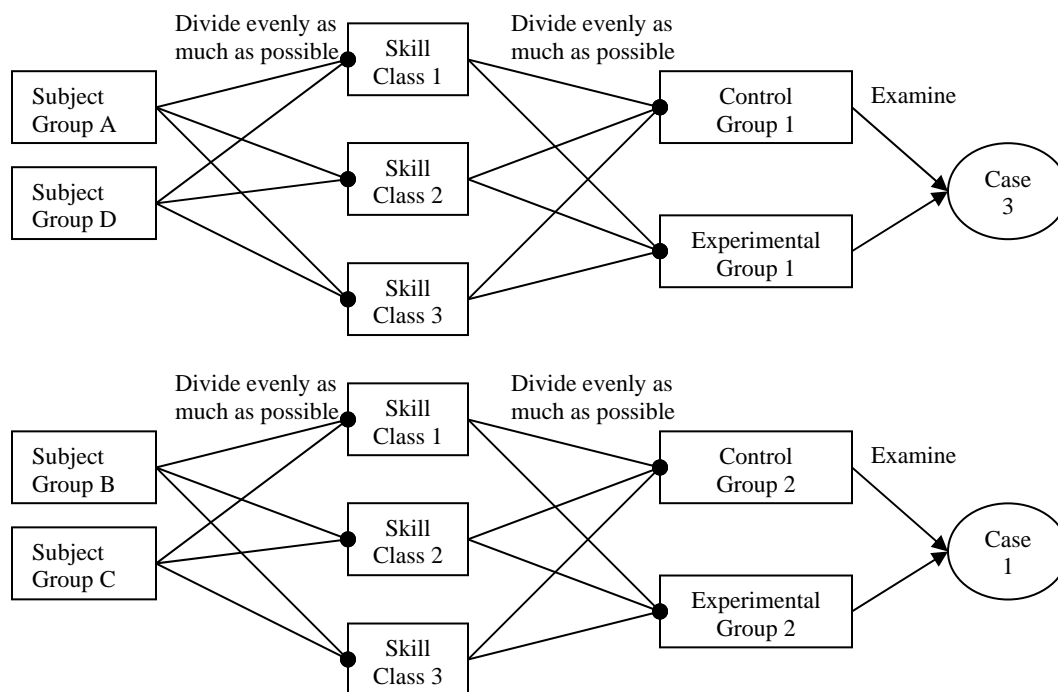 Divide evenly as
much as possible
Divide evenly as
much as possible
Skill
Class 1
Subject
Group A
Control
Group 1
Examine
Skill
Class 2
Case
3
Subject
Group D
Experimental
Group 1
Skill
Class 3
Divide evenly as
much as possible
Divide evenly as
much as possible
Skill
Class 1
Subject
Group B
Control
Group 2
Examine
Skill
Class 2
Case
1
Subject
Group C
Experimental
Group 2
Skill
Class 3